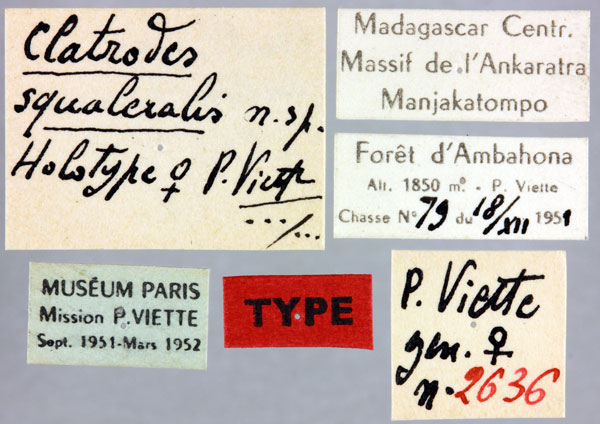 Clatrodes
squaleralis n.sp.
Holotype ♀ P. Viette
.../...
Madagascar Centr.
Massif de l'Ankaratra
Manjakatompo
Forêt d'Ambahona
Alt. 1850 m. - P. Viette
Chasse N° 79 du 18/XII 1951
MUSÉUM PARIS
Mission P.VIETTE
Sept. 1951-Mars 1952
TYPE
P. Viette
gen. ♀
n. 2636